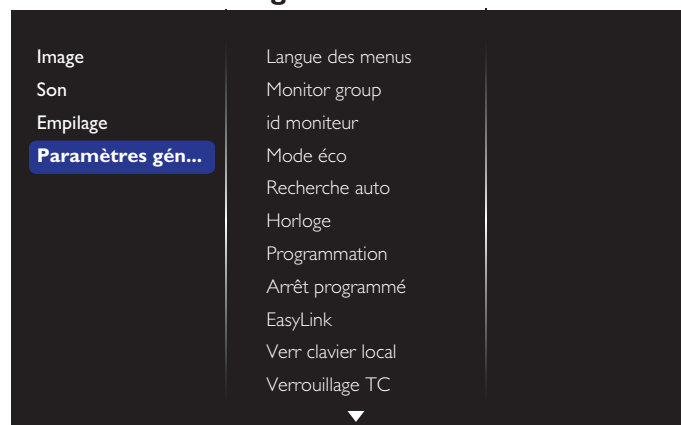 Image
Son
Empilage
Paramètres gén...
Langue des menus
Monitor group
id moniteur
Mode éco
Recherche auto
Horloge
Programmation
Arrêt programmé
EasyLink
Verr clavier local
Verrouillage TC